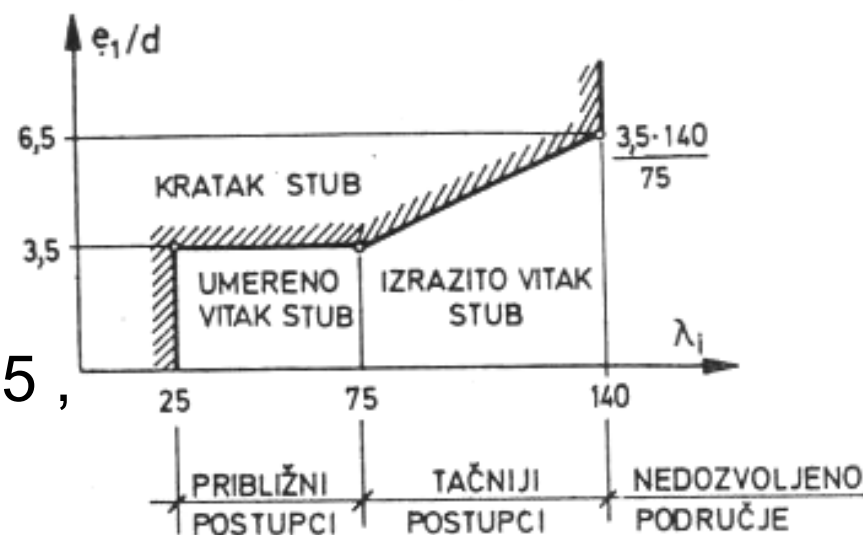 e₁/d
6,5
3,5·140
75
KRATAK STUB
3,5
UMERENO
VITAK STUB
IZRAZITO VITAK
STUB
λi
5 ,
25
75
140
PRIBLIŽNI
POSTUPCI
TAČNIJI
POSTUPCI
NEDOZVOLJENO
PODRUČJE